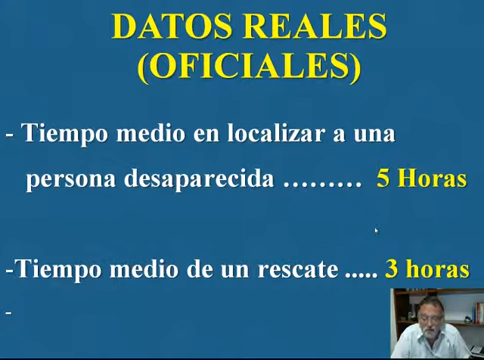 DATOS REALES
(OFICIALES)
- Tiempo medio en localizar a una
persona desaparecida ……… 5 Horas
-Tiempo medio de un rescate ..... 3 horas
-